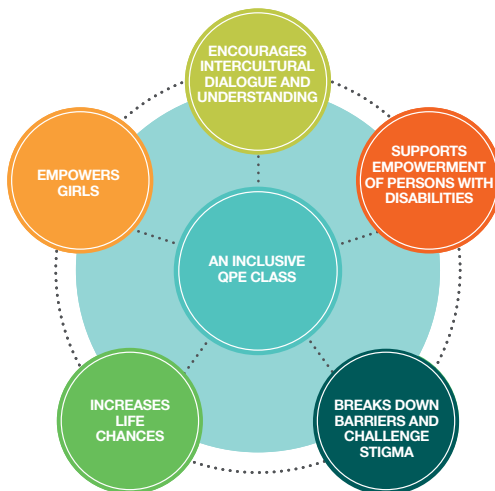 ENCOURAGES
INTERCULTURAL
DIALOGUE AND
UNDERSTANDING
SUPPORTS
EMPOWERMENT
OF PERSONS WITH
DISABILITIES
EMPOWERS
GIRLS
AN INCLUSIVE
QPE CLASS
INCREASES
LIFE
CHANCES
BREAKS DOWN
BARRIERS AND
CHALLENGE
STIGMA